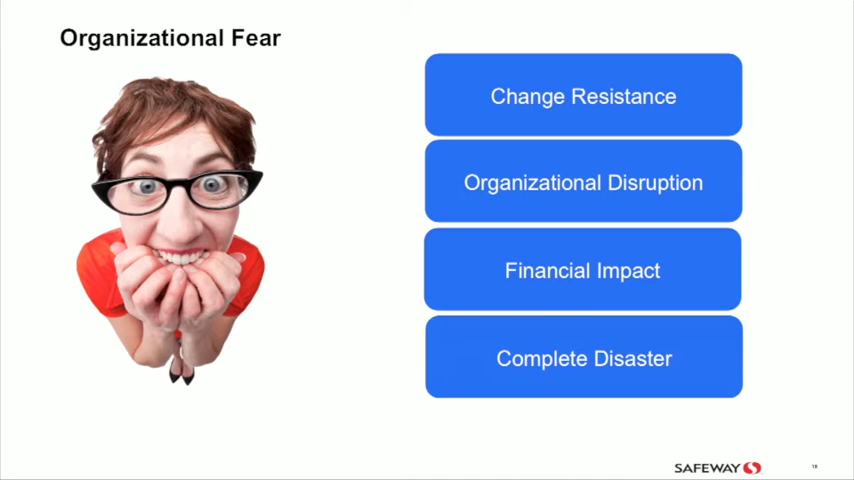 Organizational Fear
Change Resistance
Organizational Disruption
Financial Impact
Complete Disaster
SAFEWAY